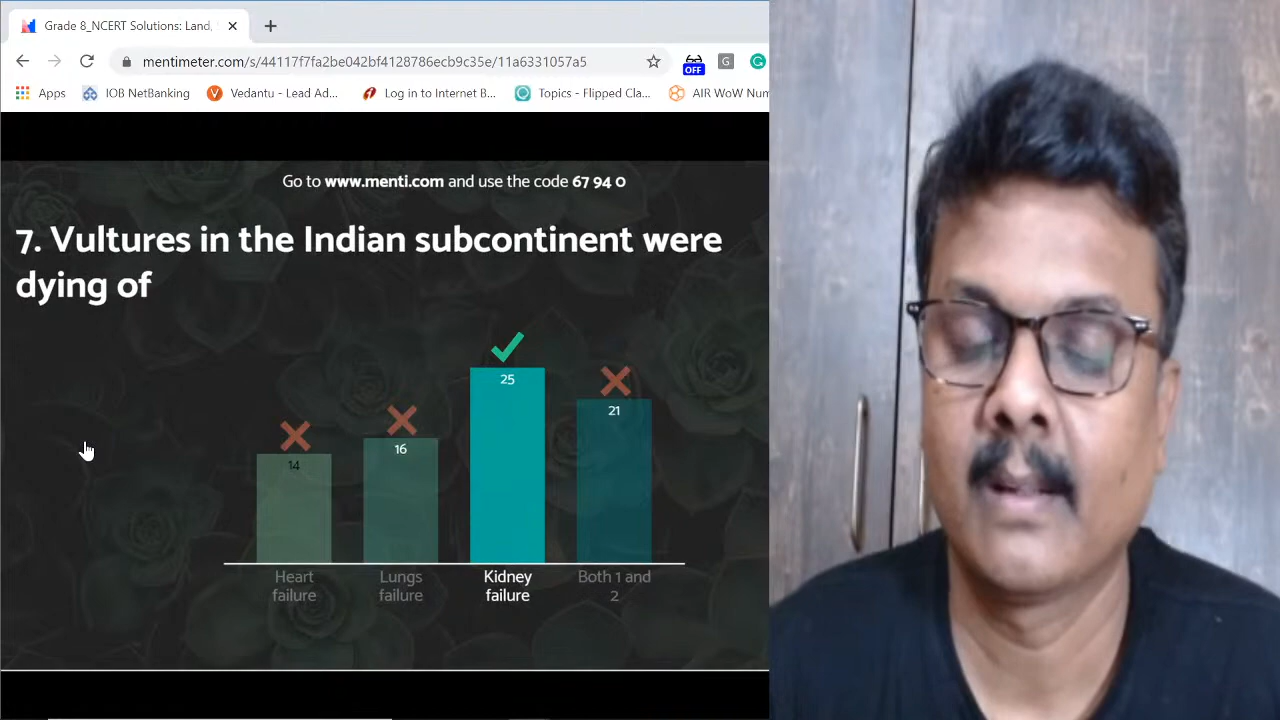 Grade 8_NCERT Solutions: Land,
mentimeter.com/s/44117f7fa2be042bf412876becb9c35e/11a6331057a5
OFF
G
Apps
IOB NetBanking
Vedantu - Lead Ad...
Log in to Internet B...
Topics - Flipped Cla...
AIR WoW Num
Go to www.menti.com and use the code 67 94 0
7. Vultures in the Indian subcontinent were
dying of
14
16
25
21
Heart
failure
Lungs
failure
Kidney
failure
Both 1 and
2